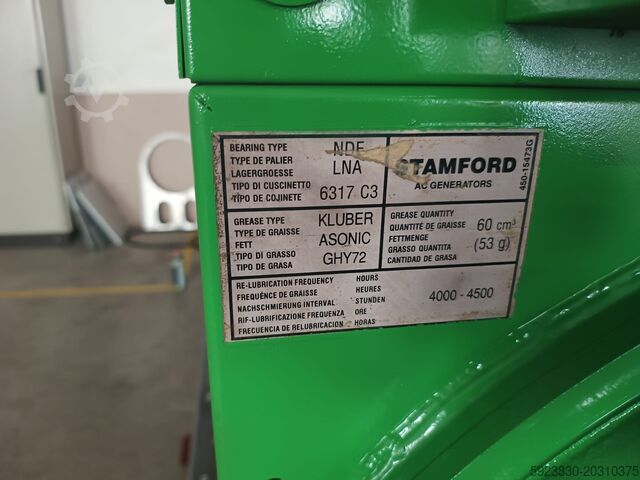 BEARING TYPE NDE
TYPE DE PALIER LNA
LAGERGROESSE
TIPO DI CUSCINETTO 6317 C3
TIPO DE COJINETE
STAMFORD
AC GENERATORS
450-15473G
GREASE TYPE KLUBER
TYPE DE GRAISSE
FETT ASONIC
TIPO DI GRASSO GHY72
TIPO DE GRASA
GREASE QUANTITY
QUANTITÉ DE GRAISSE 60 cm³
FETTMENGE
GRASSO QUANTITA (53 g)
CANTIDAD DE GRASA
RE-LUBRICATION FREQUENCY HOURS
FREQUÉNCE DE GRAISSE HEURES
NACHSCHMIERUNG INTERVAL STUNDEN 4000 - 4500
RIF-LUBRIFICAZIONE FREQUENZA ORE
FRECUENCIA DE RELUBRICACIÓN HORAS
5923830-20310375